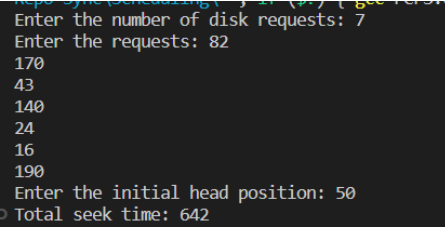 Enter the number of disk requests: 7
Enter the requests: 82
170
43
140
24
16
190
Enter the initial head position: 50
Total seek time: 642